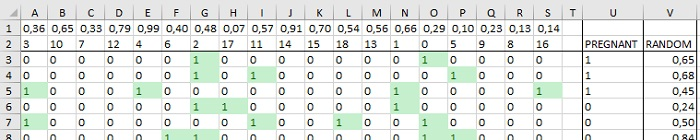 A B C D E F G H I J K L M N O P Q R S T U V
1 0,36 0,65 0,33 0,79 0,99 0,40 0,48 0,07 0,57 0,91 0,70 0,54 0,56 0,66 0,29 0,10 0,23 0,13 0,14
2 3 10 7 12 4 6 2 17 11 14 15 18 13 1 0 5 9 8 16 PREGNANT RANDOM
3 0 0 0 0 0 0 1 0 0 0 0 0 0 0 1 0 0 0 0 1 0,65
4 0 0 0 0 0 0 1 0 1 0 0 0 0 0 0 1 0 0 0 1 0,68
5 1 0 0 0 1 0 0 0 0 0 0 0 0 1 0 0 0 0 1 1 0,45
6 0 0 0 0 0 0 1 1 0 0 0 0 0 1 0 0 0 0 0 0 0,24
7 1 0 0 0 0 0 0 0 1 0 0 1 0 0 1 0 0 0 0 0 0,50
8 0 0 0 0 0 1 1 0 0 0 0 0 0 0 1 1 0 0 0 0 0,84